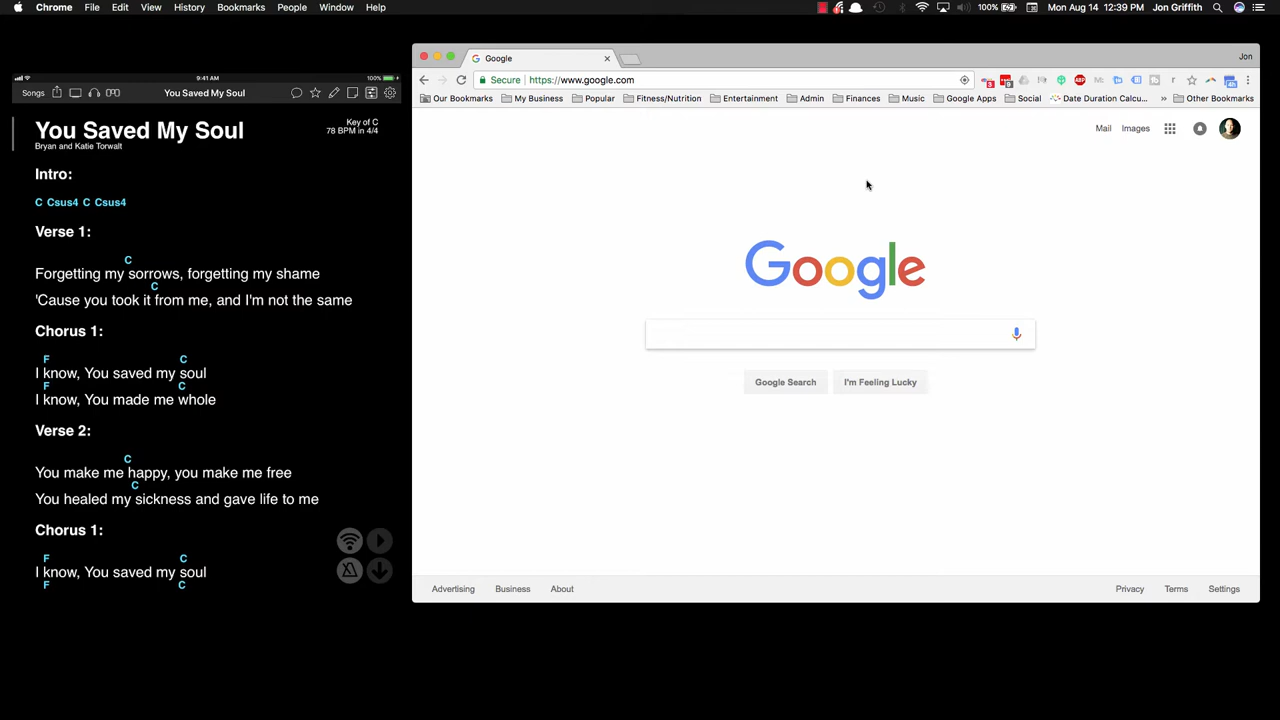 Chrome File Edit View History Bookmarks People Window Help 100% Mon Aug 14 12:39 PM Jon Griffith
9:41 AM 100%
Songs You Saved My Soul
You Saved My Soul
Bryan and Katie Torwalt
Key of C
78 BPM in 4/4
Intro:
C Csus4 C Csus4
Verse 1:
C
Forgetting my sorrows, forgetting my shame
C
'Cause you took it from me, and I'm not the same
Chorus 1:
F C
I know, You saved my soul
F C
I know, You made me whole
Verse 2:
C
You make me happy, you make me free
C
You healed my sickness and gave life to me
Chorus 1:
F C
I know, You saved my soul
F C
Google Jon
Secure https://www.google.com
Our Bookmarks My Business Popular Fitness/Nutrition Entertainment Admin Finances Music Google Apps Social Date Duration Calcu... » Other Bookmarks
Mail Images
Google
Google Search I'm Feeling Lucky
Advertising Business About Privacy Terms Settings